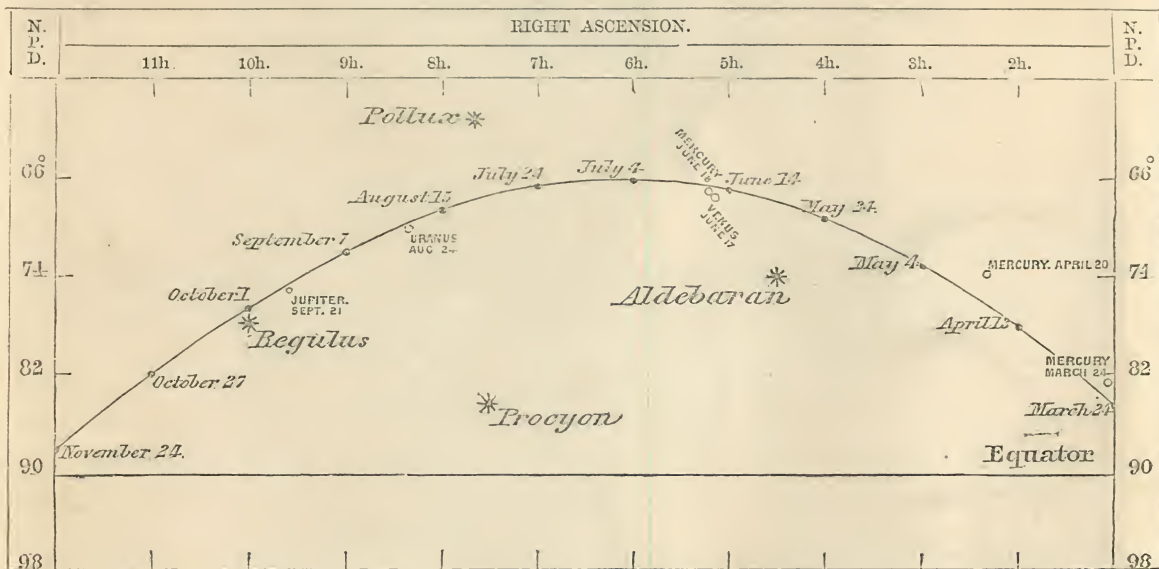 RIGHT ASCENSION.
N.
P.
D.
N.
P.
D.
11h. 10h. 9h. 8h. 7h. 6h. 5h. 4h. 3h. 2h.
Pollux
66°
66°
MERCURY
JUNE 18
VENUS
JUNE 17
July 24
July 4
June 14
August 15
May 24
URANUS
AUG 24
September 7
74
74
MERCURY. APRIL 20
May 4
Aldebaran
October 1
JUPITER.
SEPT. 21
Regulus
April 13
MERCURY
MARCH 24
82
82
October 27
Procyon
March 24
November 24.
Equator
90
90
98
98